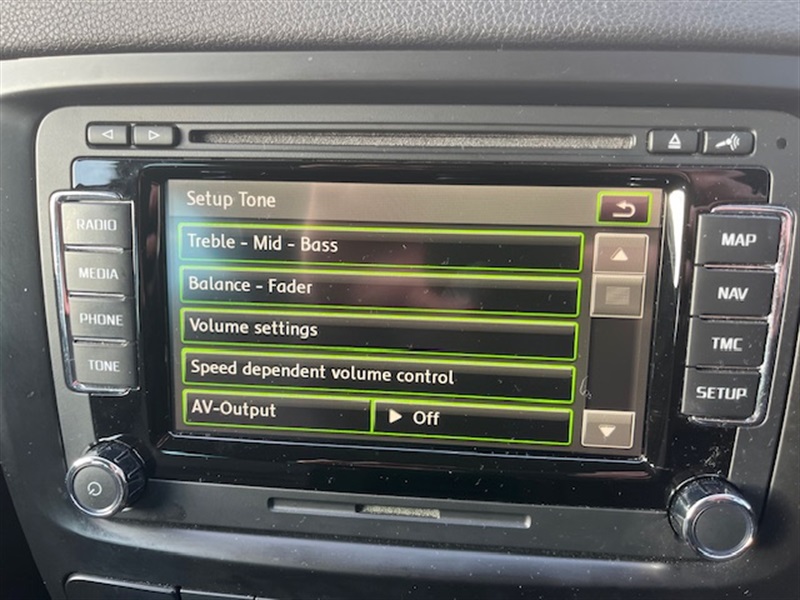 Setup Tone
RADIO
MEDIA
PHONE
TONE
Treble - Mid - Bass
Balance - Fader
Volume settings
Speed dependent volume control
AV-Output
Off
MAP
NAV
TMC
SETUP